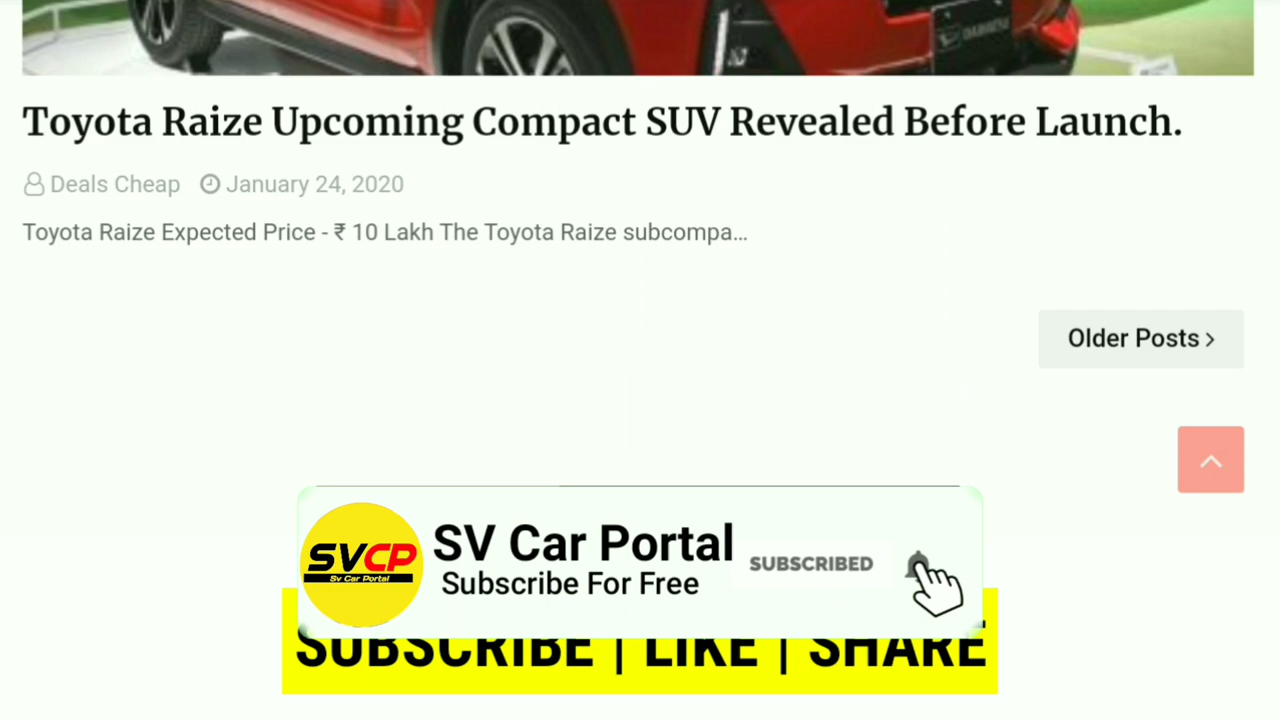 DAIHATSU
Toyota Raize Upcoming Compact SUV Revealed Before Launch.
Deals Cheap January 24, 2020
Toyota Raize Expected Price - ₹ 10 Lakh The Toyota Raize subcompa...
Older Posts
SVCP
Sv Car Portal
SV Car Portal
Subscribe For Free
SUBSCRIBED
SUBSCRIBE | LIKE | SHARE